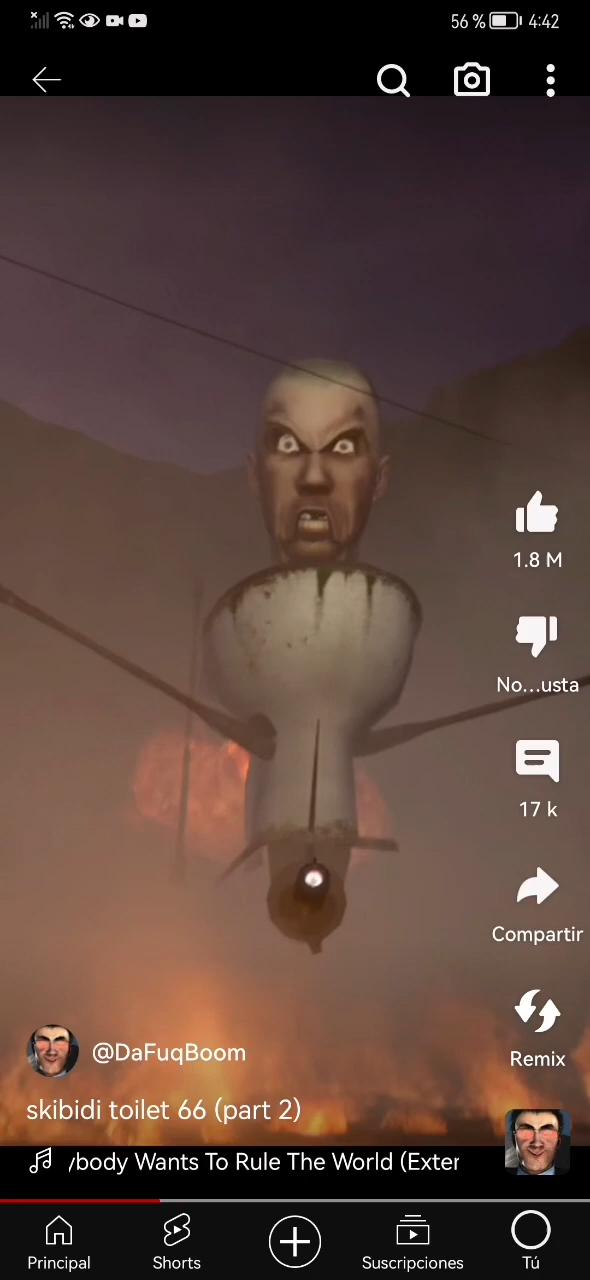 56 % 4:42
1.8 M
No...usta
17 k
Compartir
Remix
@DaFuqBoom
skibidi toilet 66 (part 2)
ybody Wants To Rule The World (Exter
Principal Shorts Suscripciones Tú